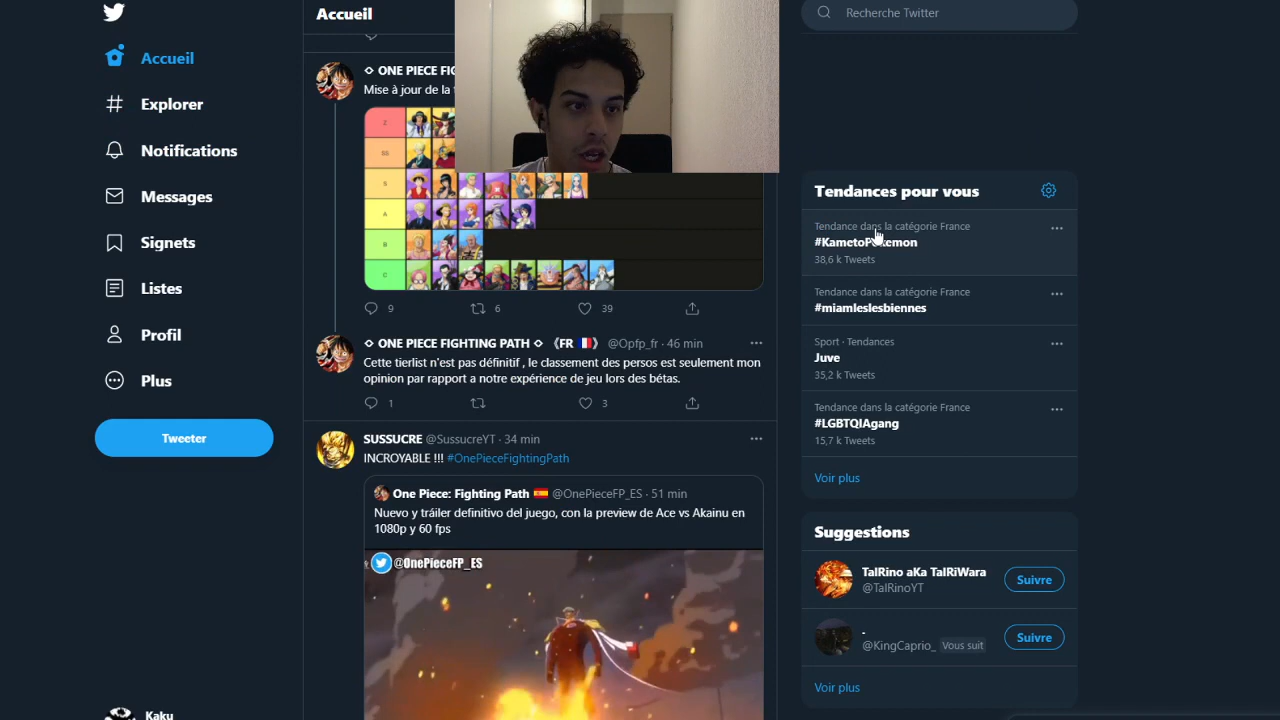 Accueil
Explorer
Notifications
Messages
Signets
Listes
Profil
Plus
Tweeter
Kaku
Accueil
ONE PIECE
Mise à jour de la
Z
SS
S
A
B
C
9 6 39
ONE PIECE FIGHTING PATH 《FR 🇫🇷 》 @Opfp_fr · 46 min
Cette tierlist n'est pas définitif , le classement des persos est seulement mon
opinion par rapport a notre expérience de jeu lors des bétas.
1 3
SUSSUCRE @SussucreYT · 34 min
INCROYABLE !!! #OnePieceFightingPath
One Piece: Fighting Path 🇪🇸 @OnePieceFP_ES · 51 min
Nuevo y tráiler definitivo del juego, con la preview de Ace vs Akainu en
1080p y 60 fps
@OnePieceFP_ES
Recherche Twitter
Tendances pour vous
Tendance dans la catégorie France
#KametoPokemon
38,6 k Tweets
Tendance dans la catégorie France
#miamleslesbiennes
Sport · Tendances
Juve
35,2 k Tweets
Tendance dans la catégorie France
#LGBTQIAgang
15,7 k Tweets
Voir plus
Suggestions
TalRino aKa TalRiWara
@TalRinoYT
Suivre
.
@KingCaprio_ Vous suit
Suivre
Voir plus